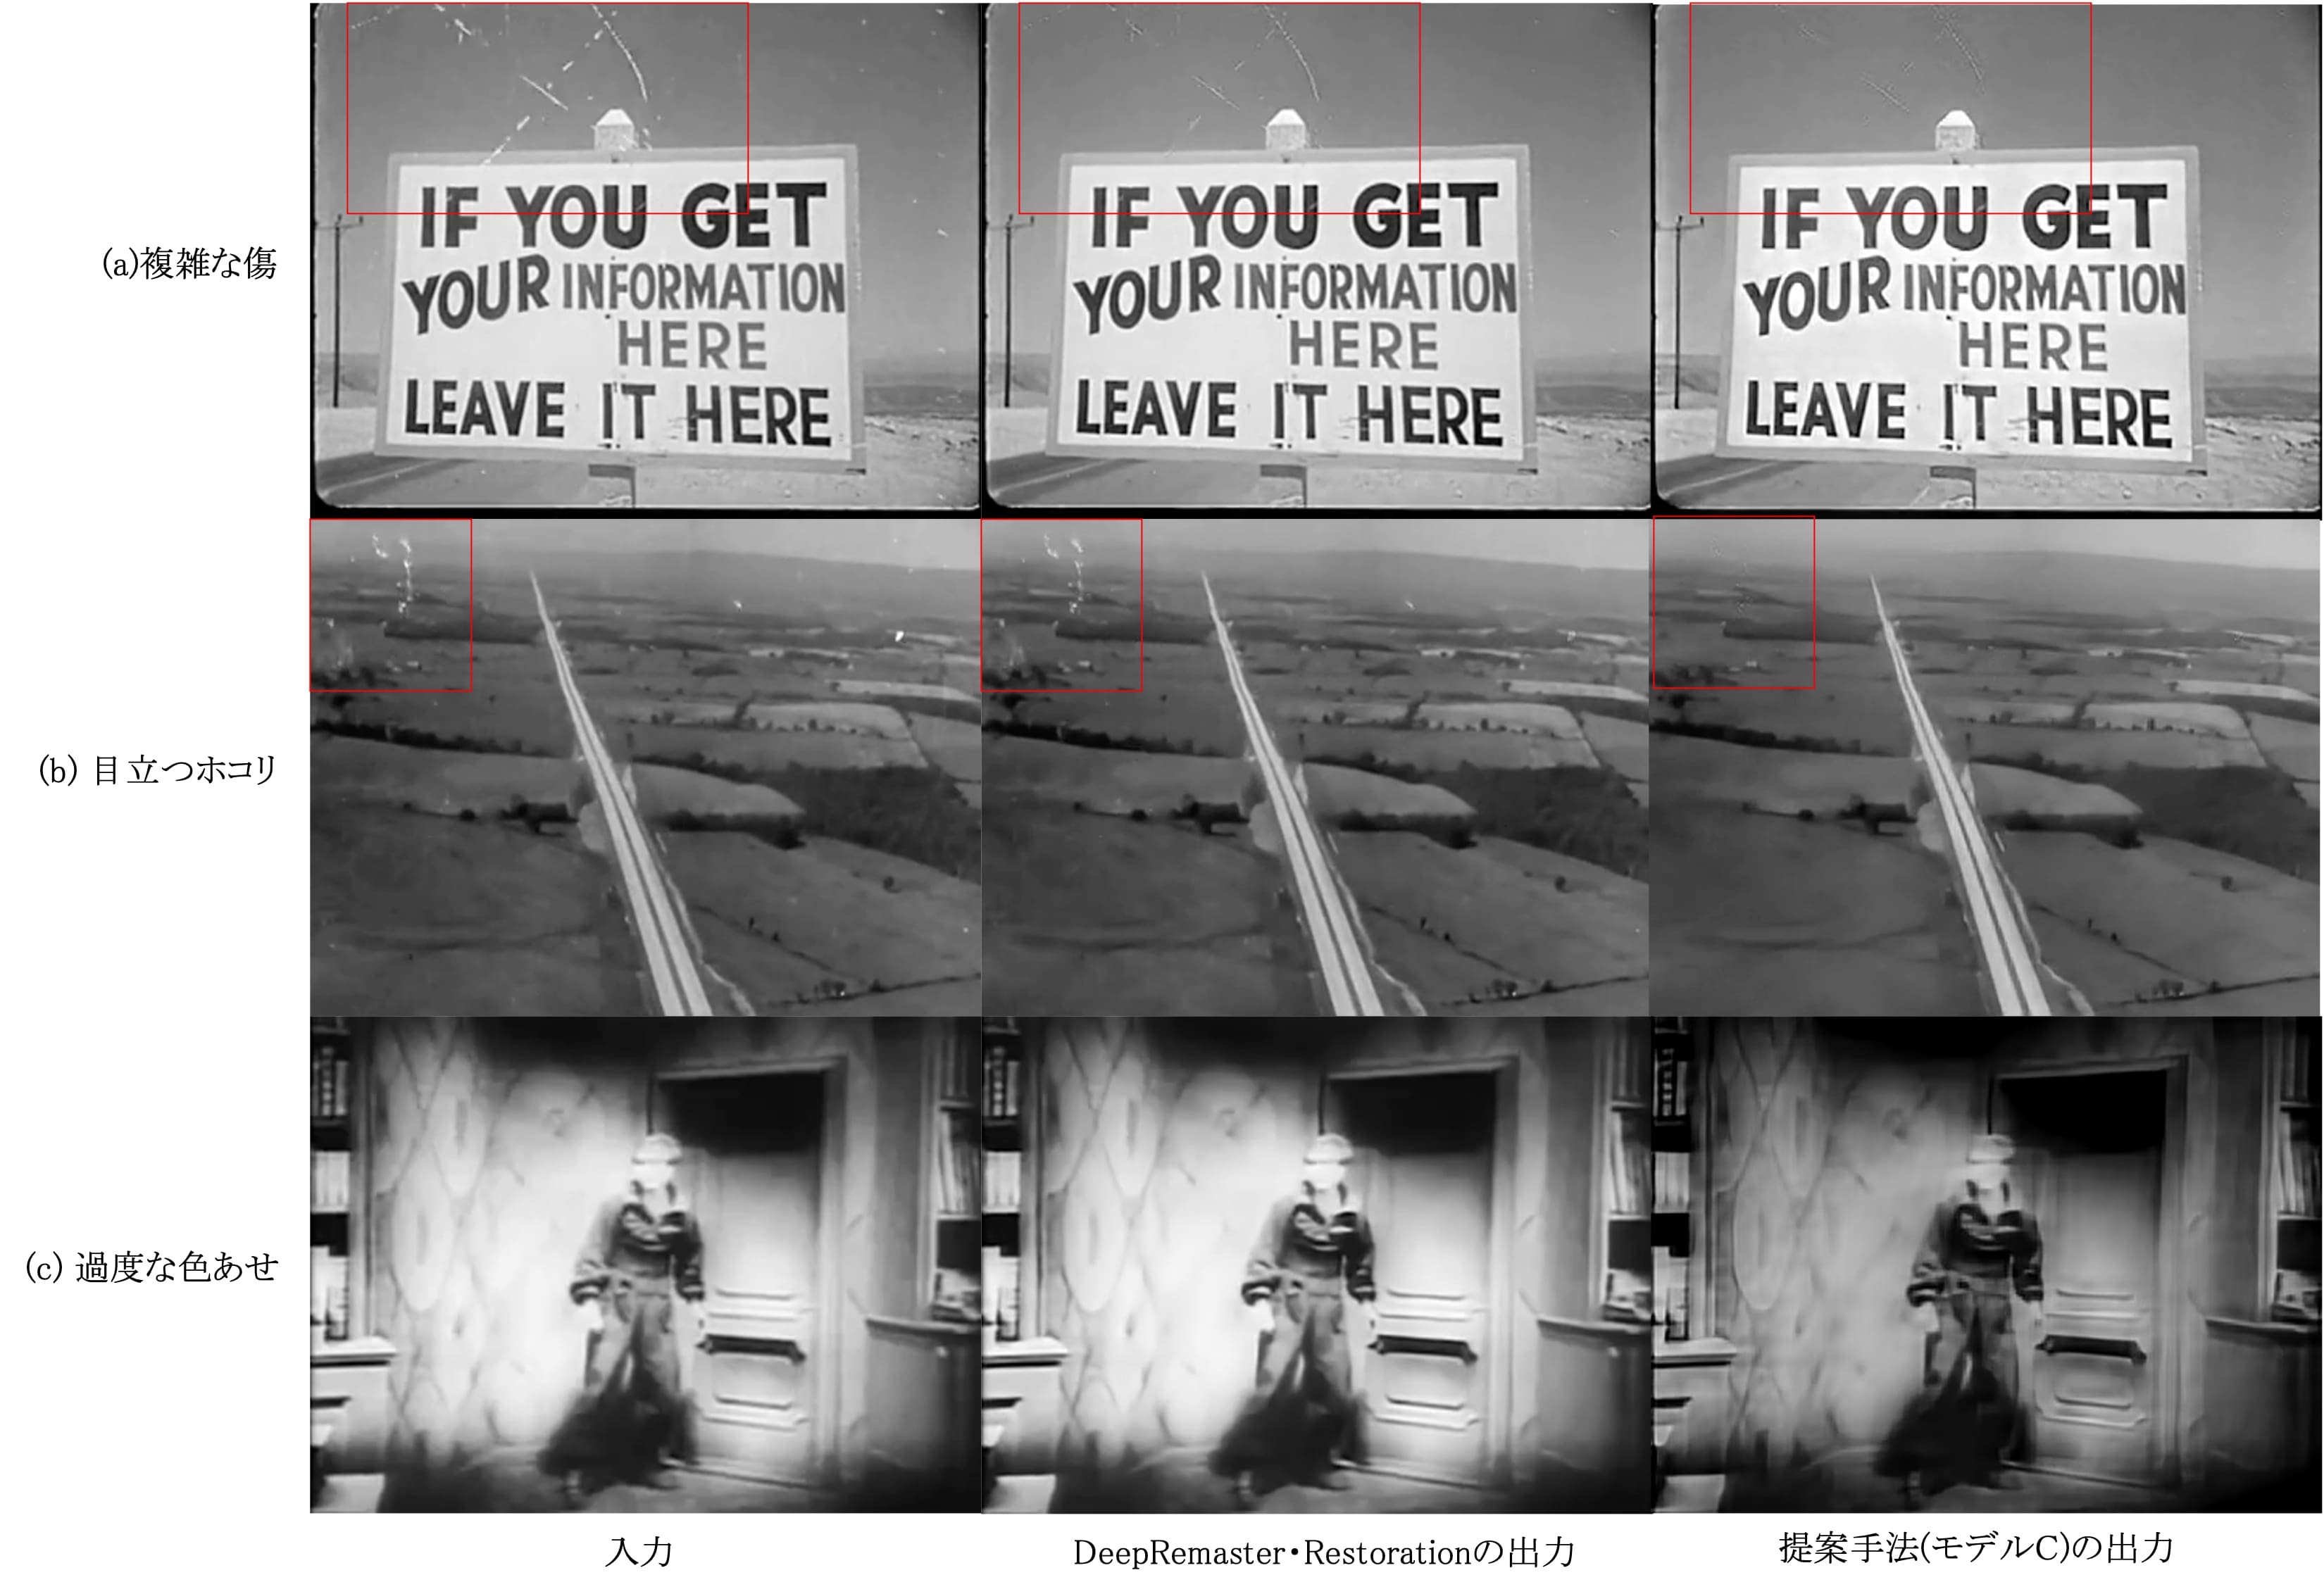 (a)複雑な傷
IF YOU GET
YOUR INFORMATION
HERE
LEAVE IT HERE
IF YOU GET
YOUR INFORMATION
HERE
LEAVE IT HERE
IF YOU GET
YOUR INFORMATION
HERE
LEAVE IT HERE
(b) 目立つホコリ
(c) 過度な色あせ
入力
DeepRemaster・Restorationの出力
提案手法(モデルC)の出力